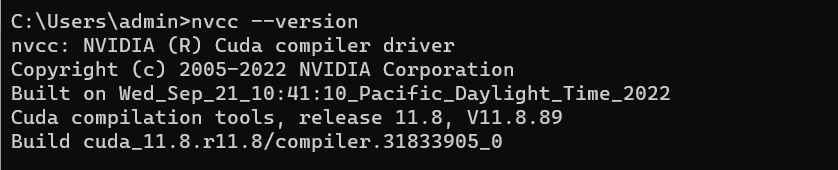 C:\Users\admin>nvcc --version
nvcc: NVIDIA (R) Cuda compiler driver
Copyright (c) 2005-2022 NVIDIA Corporation
Built on Wed_Sep_21_10:41:10_Pacific_Daylight_Time_2022
Cuda compilation tools, release 11.8, V11.8.89
Build cuda_11.8.r11.8/compiler.31833905_0